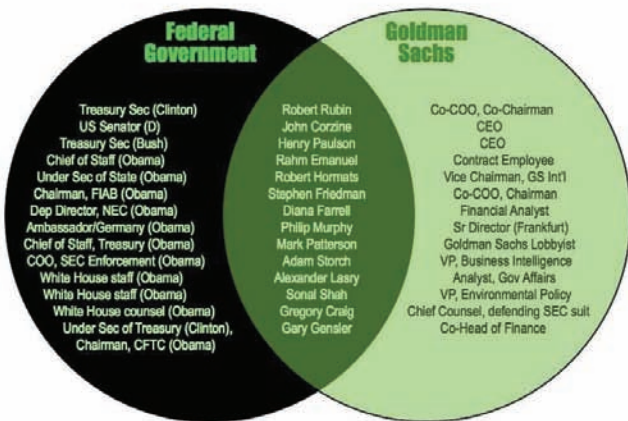 Federal
Government
Goldman
Sachs
Treasury Sec (Clinton) Robert Rubin Co-COO, Co-Chairman
US Senator (D) John Corzine CEO
Treasury Sec (Bush) Henry Paulson CEO
Chief of Staff (Obama) Rahm Emanuel Contract Employee
Under Sec of State (Obama) Robert Hormats Vice Chairman, GS Int'l
Chairman, FIAB (Obama) Stephen Friedman Co-COO, Chairman
Dep Director, NEC (Obama) Diana Farrell Financial Analyst
Ambassador/Germany (Obama) Philip Murphy Sr Director (Frankfurt)
Chief of Staff, Treasury (Obama) Mark Patterson Goldman Sachs Lobbyist
COO, SEC Enforcement (Obama) Adam Storch VP, Business Intelligence
White House staff (Obama) Alexander Lasry Analyst, Gov Affairs
White House staff (Obama) Sonal Shah VP, Environmental Policy
White House counsel (Obama) Gregory Craig Chief Counsel, defending SEC suit
Under Sec of Treasury (Clinton), Gary Gensler Co-Head of Finance
Chairman, CFTC (Obama)